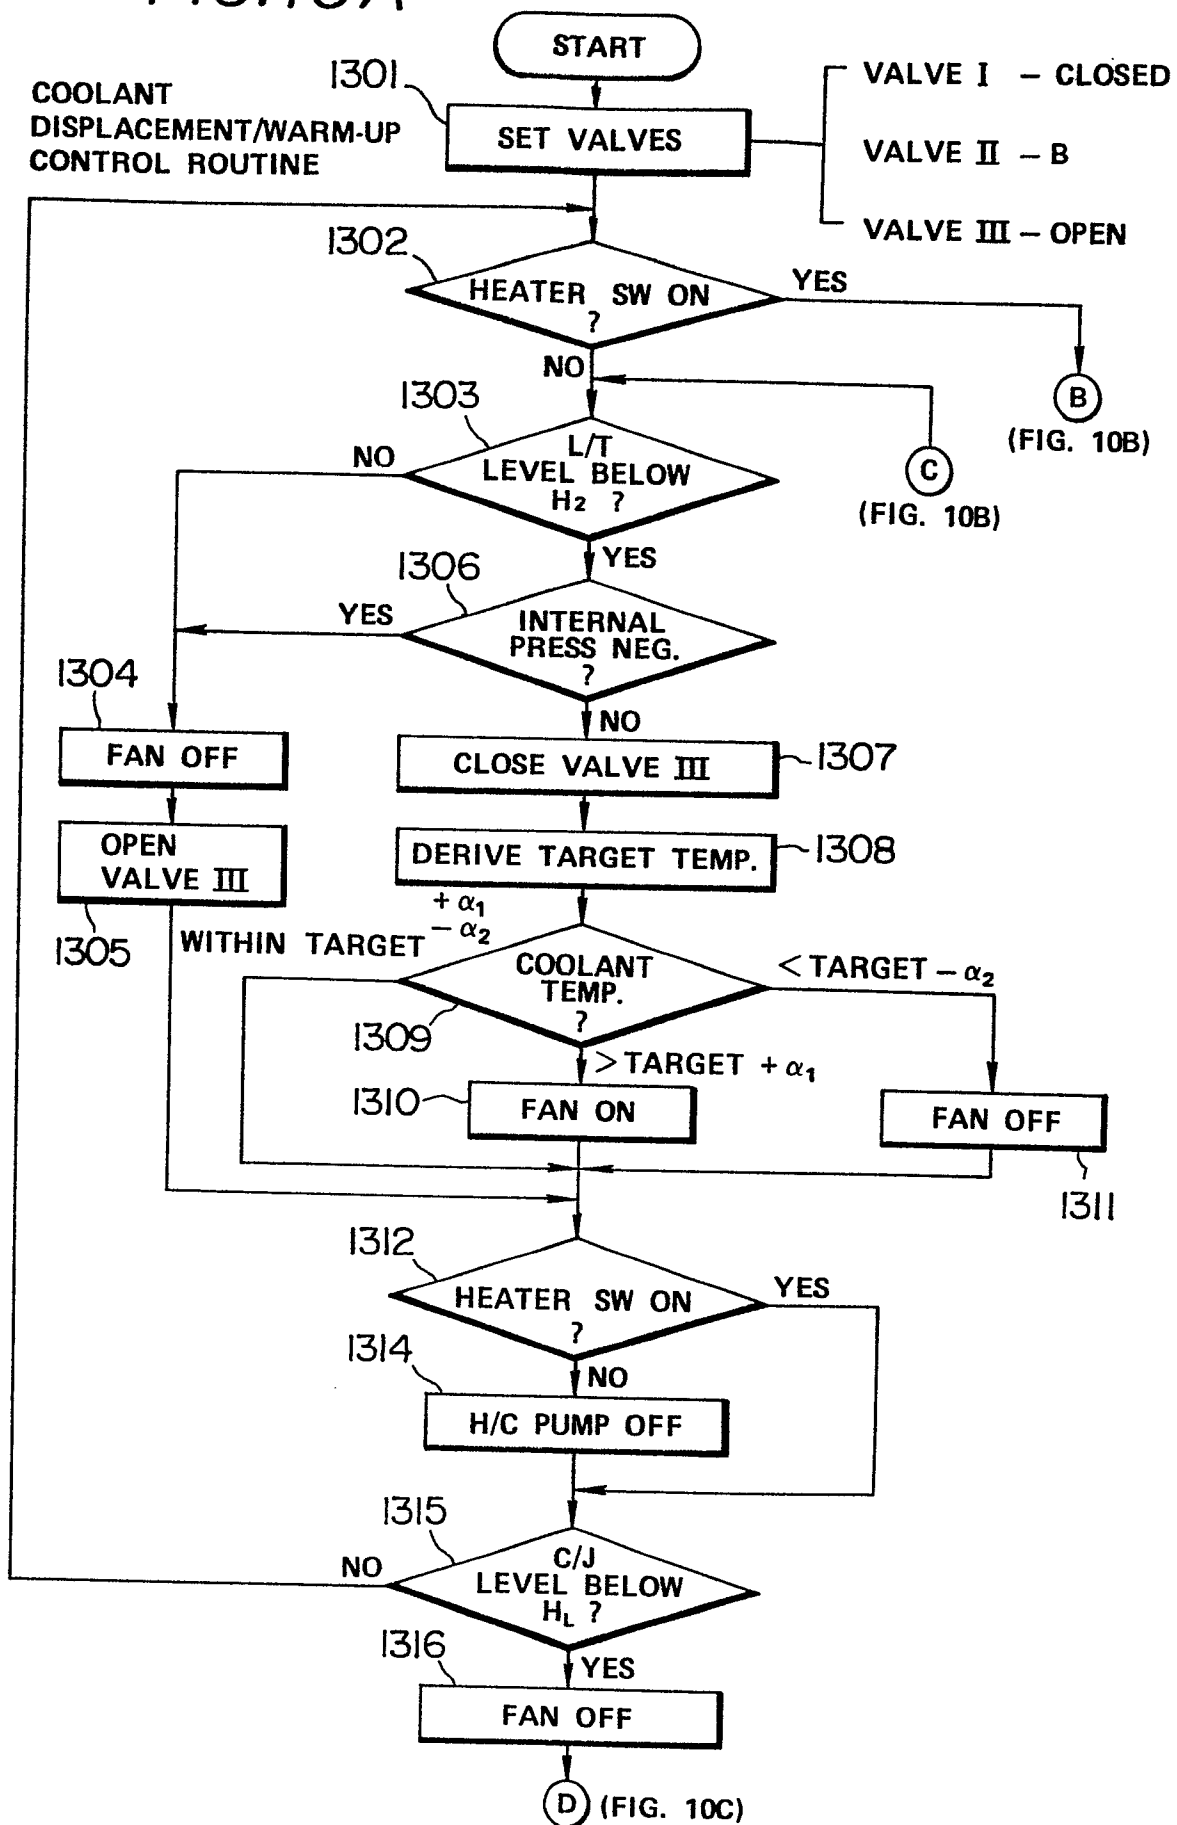 START
1301
COOLANT
DISPLACEMENT/WARM-UP
CONTROL ROUTINE
SET VALVES
VALVE I – CLOSED
VALVE II – B
VALVE III – OPEN
1302
HEATER SW ON
?
YES
NO
B
(FIG. 10B)
C
(FIG. 10B)
1303
L/T
LEVEL BELOW
H2 ?
NO
YES
1306
INTERNAL
PRESS NEG.
?
YES
NO
1304
FAN OFF
OPEN
VALVE III
1305
CLOSE VALVE III
1307
DERIVE TARGET TEMP.
1308
WITHIN TARGET + α1
– α2
COOLANT
TEMP.
?
1309
< TARGET – α2
> TARGET + α1
1310
FAN ON
FAN OFF
1311
1312
HEATER SW ON
?
YES
NO
1314
H/C PUMP OFF
1315
C/J
LEVEL BELOW
HL ?
NO
YES
1316
FAN OFF
D (FIG. 10C)